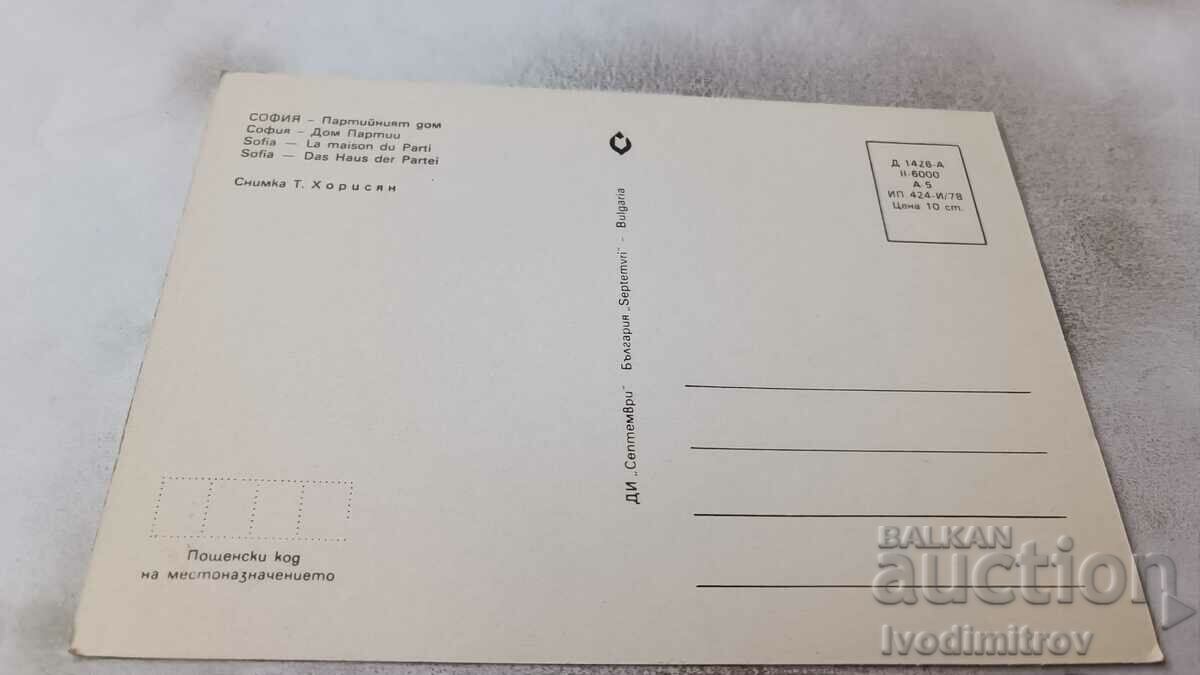 СОФИЯ – Партийният дом
София – Дом Партии
Sofia — La maison du Parti
Sofia — Das Haus der Partei
Снимка Т. Хорисян
ДИ „Септември" България „Septemvri" - Bulgaria
Д 1426-А
II-6000
А-5
ИП. 424-И/78
Цена 10 ст.
Пощенски код
на местоназначението
BALKAN
auction
Ivodimitrov